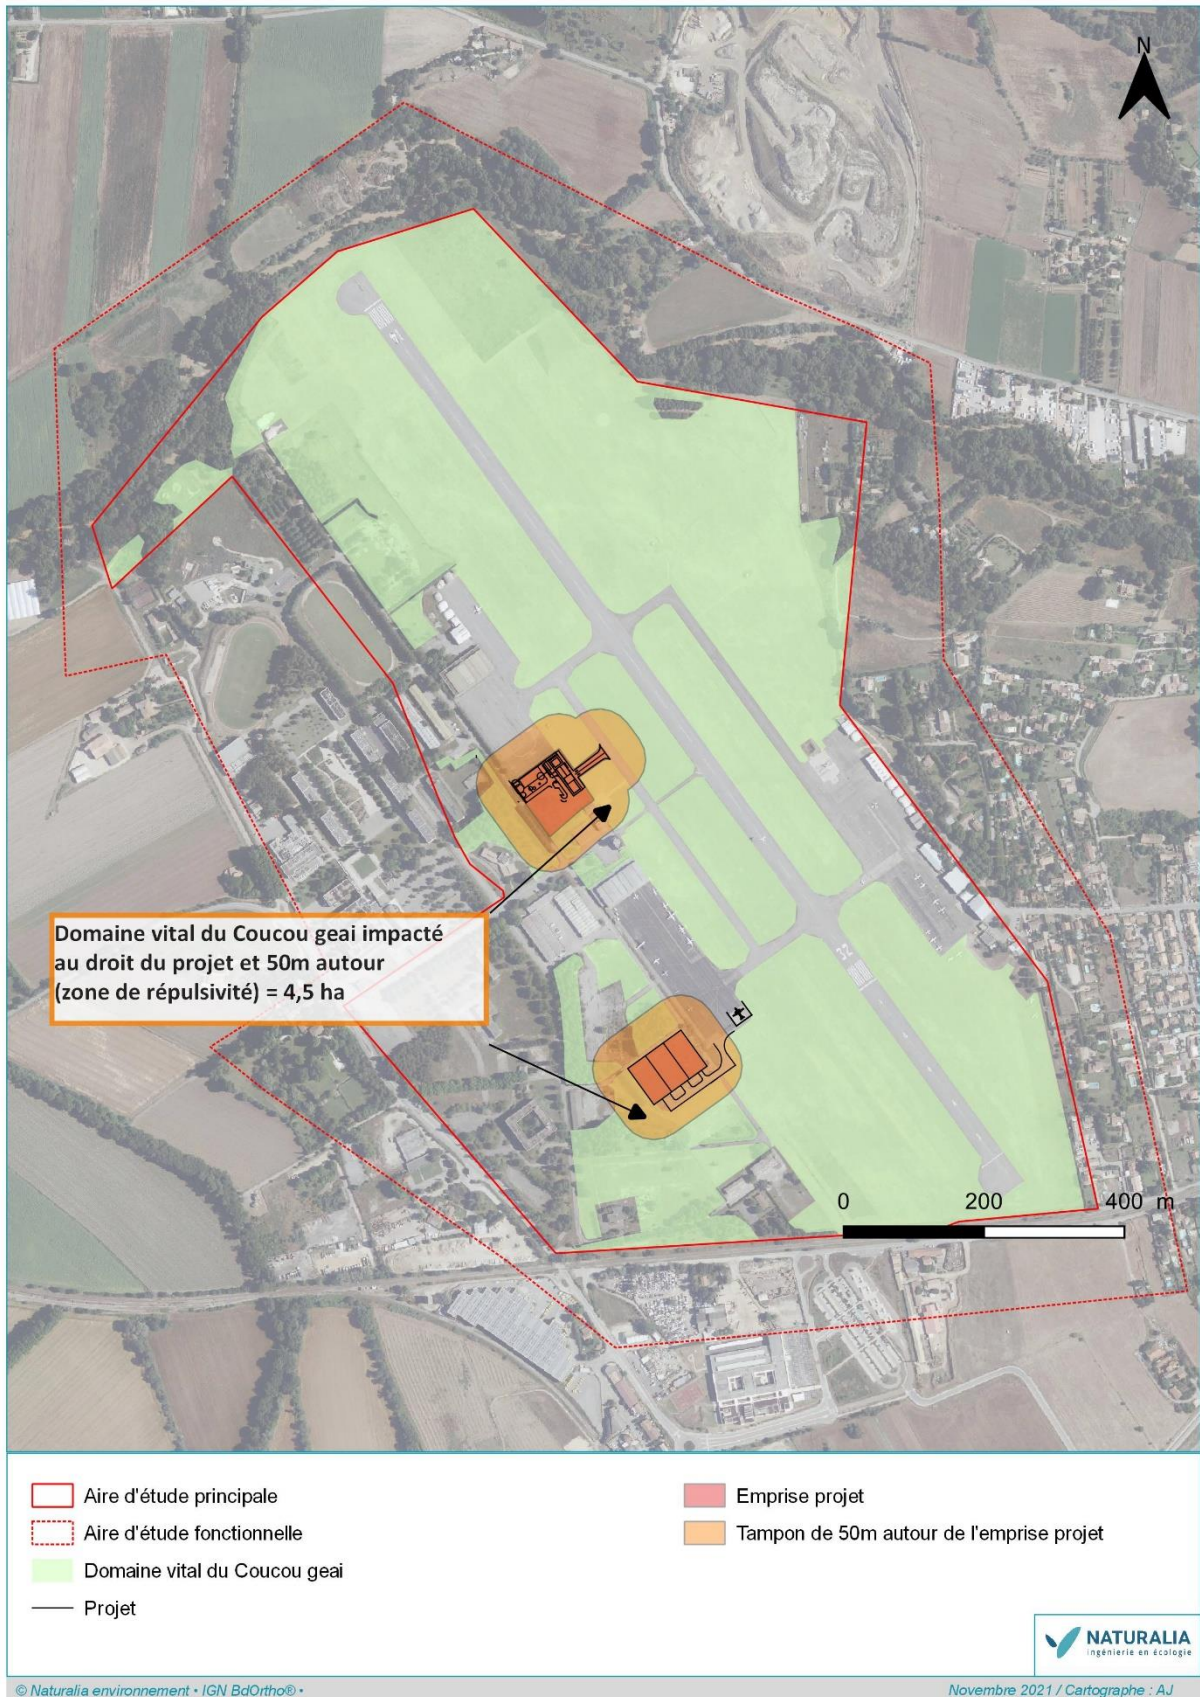 N
Domaine vital du Coucou geai impacté
au droit du projet et 50m autour
(zone de répulsivité) = 4,5 ha
0 200 400 m
Aire d'étude principale
Aire d'étude fonctionnelle
Domaine vital du Coucou geai
Projet
Emprise projet
Tampon de 50m autour de l'emprise projet
NATURALIA
Ingénierie en écologie
© Naturalia environnement • IGN BdOrtho® •
Novembre 2021 / Cartographe : AJ